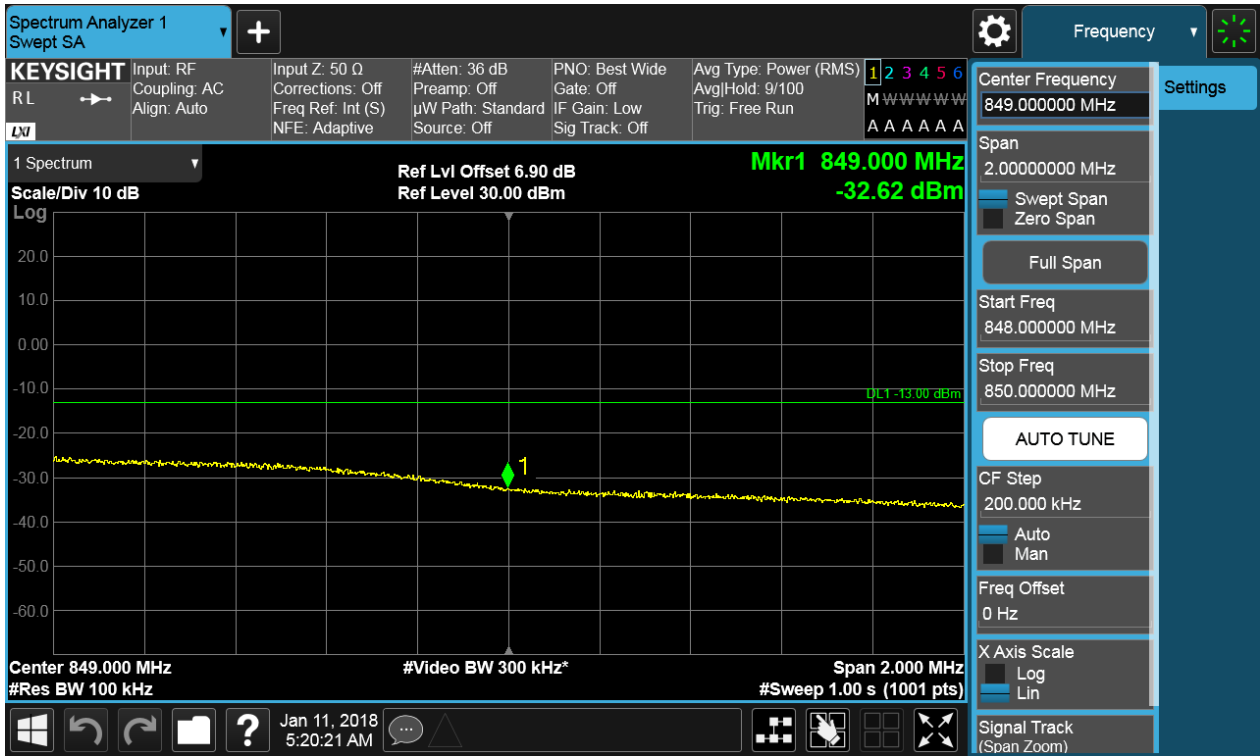 Spectrum Analyzer 1
Swept SA
Frequency
KEYSIGHT
RL
LXI
Input: RF
Coupling: AC
Align: Auto
Input Z: 50 Ω
Corrections: Off
Freq Ref: Int (S)
NFE: Adaptive
#Atten: 36 dB
Preamp: Off
µW Path: Standard
Source: Off
PNO: Best Wide
Gate: Off
IF Gain: Low
Sig Track: Off
Avg Type: Power (RMS)
Avg|Hold: 9/100
Trig: Free Run
1 2 3 4 5 6
M W W W W W
A A A A A A
1 Spectrum
Scale/Div 10 dB
Log
Ref Lvl Offset 6.90 dB
Ref Level 30.00 dBm
Mkr1 849.000 MHz
-32.62 dBm
20.0
10.0
0.00
-10.0
-20.0
-30.0
-40.0
-50.0
-60.0
DL1 -13.00 dBm
1
Center 849.000 MHz
#Video BW 300 kHz*
Span 2.000 MHz
#Res BW 100 kHz
#Sweep 1.00 s (1001 pts)
?
Jan 11, 2018
5:20:21 AM
Center Frequency
849.000000 MHz
Settings
Span
2.00000000 MHz
Swept Span
Zero Span
Full Span
Start Freq
848.000000 MHz
Stop Freq
850.000000 MHz
AUTO TUNE
CF Step
200.000 kHz
Auto
Man
Freq Offset
0 Hz
X Axis Scale
Log
Lin
Signal Track
(Span Zoom)